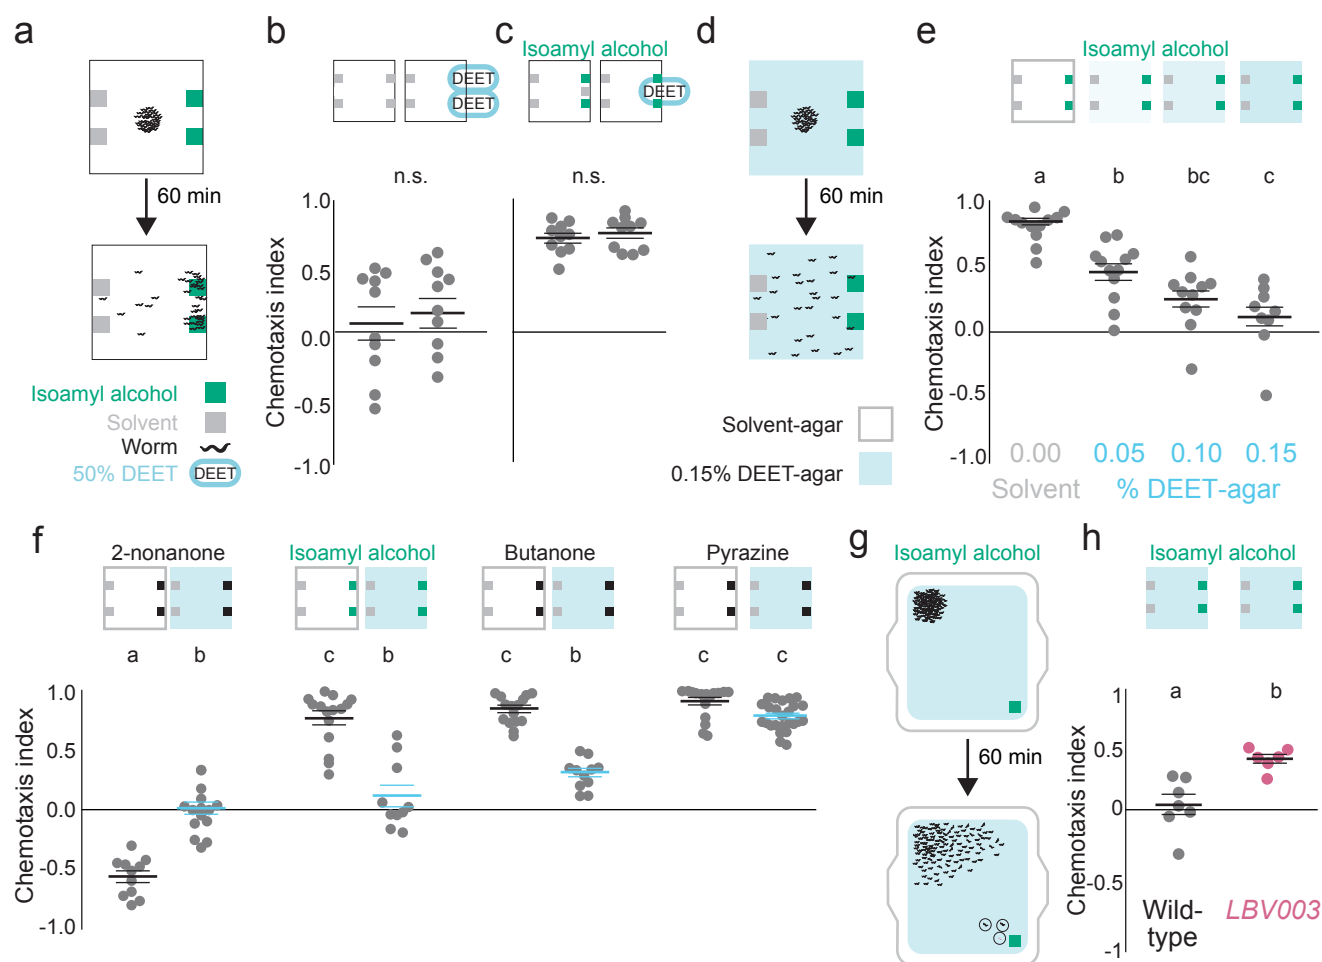 a
60 min
Isoamyl alcohol
Solvent
Worm
50% DEET
DEET
b
DEET
DEET
n.s.
Chemotaxis index
1.0
0.5
0.0
-0.5
-1.0
c
Isoamyl alcohol
DEET
n.s.
d
60 min
Solvent-agar
0.15% DEET-agar
e
Isoamyl alcohol
a b bc c
Chemotaxis index
1.0
0.5
0.0
-0.5
-1.0
0.00 0.05 0.10 0.15
Solvent % DEET-agar
f
2-nonanone Isoamyl alcohol Butanone Pyrazine
a b c b c b c c
Chemotaxis index
1.0
0.5
0.0
-0.5
-1.0
g
Isoamyl alcohol
60 min
h
Isoamyl alcohol
a b
Chemotaxis index
1
0.5
0
-0.5
-1
Wild-
type
LBV003